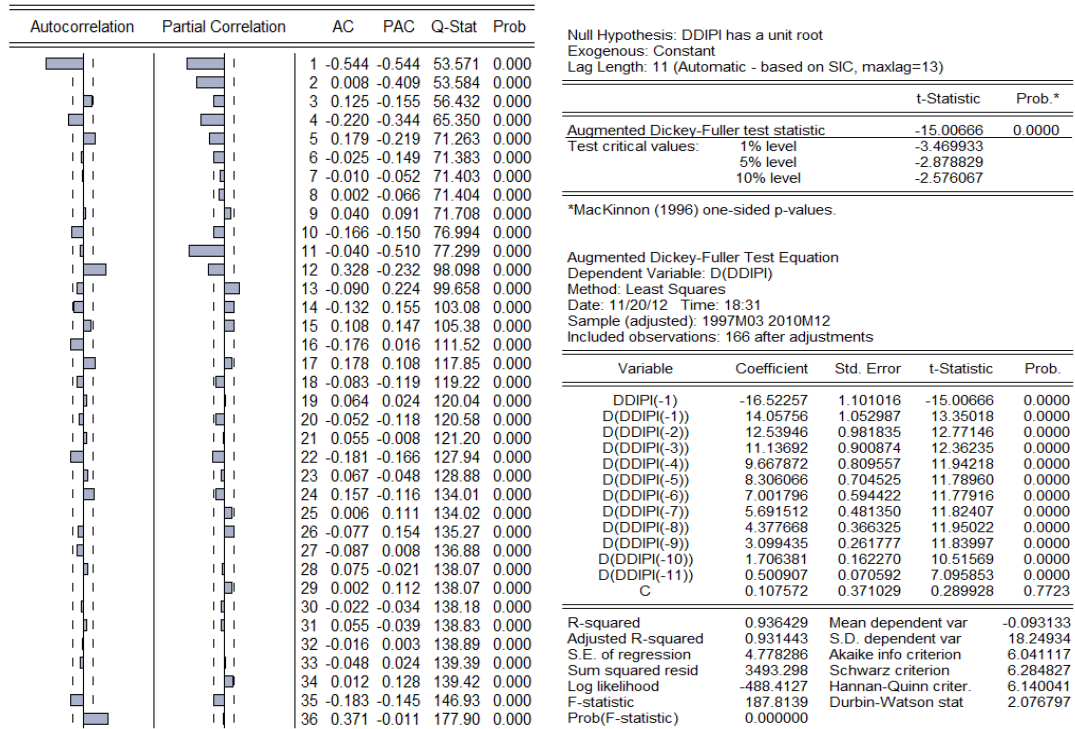 Autocorrelation Partial Correlation AC PAC Q-Stat Prob
1 -0.544 -0.544 53.571 0.000
2 0.008 -0.409 53.584 0.000
3 0.125 -0.155 56.432 0.000
4 -0.220 -0.344 65.350 0.000
5 0.179 -0.219 71.263 0.000
6 -0.025 -0.149 71.383 0.000
7 -0.010 -0.052 71.403 0.000
8 0.002 -0.066 71.404 0.000
9 0.040 0.091 71.708 0.000
10 -0.166 -0.150 76.994 0.000
11 -0.040 -0.510 77.299 0.000
12 0.328 -0.232 98.098 0.000
13 -0.090 0.224 99.658 0.000
14 -0.132 0.155 103.08 0.000
15 0.108 0.147 105.38 0.000
16 -0.176 0.016 111.52 0.000
17 0.178 0.108 117.85 0.000
18 -0.083 -0.119 119.22 0.000
19 0.064 0.024 120.04 0.000
20 -0.052 -0.118 120.58 0.000
21 0.055 -0.008 121.20 0.000
22 -0.181 -0.166 127.94 0.000
23 0.067 -0.048 128.88 0.000
24 0.157 -0.116 134.01 0.000
25 0.006 0.111 134.02 0.000
26 -0.077 0.154 135.27 0.000
27 -0.087 0.008 136.88 0.000
28 0.075 -0.021 138.07 0.000
29 0.002 0.112 138.07 0.000
30 -0.022 -0.034 138.18 0.000
31 0.055 -0.039 138.83 0.000
32 -0.016 0.003 138.89 0.000
33 -0.048 0.024 139.39 0.000
34 0.012 0.128 139.42 0.000
35 -0.183 -0.145 146.93 0.000
36 0.371 -0.011 177.90 0.000
Null Hypothesis: DDIPI has a unit root
Exogenous: Constant
Lag Length: 11 (Automatic - based on SIC, maxlag=13)
t-Statistic Prob.*
Augmented Dickey-Fuller test statistic -15.00666 0.0000
Test critical values: 1% level -3.469933
5% level -2.878829
10% level -2.576067
*MacKinnon (1996) one-sided p-values.
Augmented Dickey-Fuller Test Equation
Dependent Variable: D(DDIPI)
Method: Least Squares
Date: 11/20/12 Time: 18:31
Sample (adjusted): 1997M03 2010M12
Included observations: 166 after adjustments
Variable Coefficient Std. Error t-Statistic Prob.
DDIPI(-1) -16.52257 1.101016 -15.00666 0.0000
D(DDIPI(-1)) 14.05756 1.052987 13.35018 0.0000
D(DDIPI(-2)) 12.53946 0.981835 12.77146 0.0000
D(DDIPI(-3)) 11.13692 0.900874 12.36235 0.0000
D(DDIPI(-4)) 9.667872 0.809557 11.94218 0.0000
D(DDIPI(-5)) 8.306066 0.704525 11.78960 0.0000
D(DDIPI(-6)) 7.001796 0.594422 11.77916 0.0000
D(DDIPI(-7)) 5.691512 0.481350 11.82407 0.0000
D(DDIPI(-8)) 4.377668 0.366325 11.95022 0.0000
D(DDIPI(-9)) 3.099435 0.261777 11.83997 0.0000
D(DDIPI(-10)) 1.706381 0.162270 10.51569 0.0000
D(DDIPI(-11)) 0.500907 0.070592 7.095853 0.0000
C 0.107572 0.371029 0.289928 0.7723
R-squared 0.936429 Mean dependent var -0.093133
Adjusted R-squared 0.931443 S.D. dependent var 18.24934
S.E. of regression 4.778286 Akaike info criterion 6.041117
Sum squared resid 3493.298 Schwarz criterion 6.284827
Log likelihood -488.4127 Hannan-Quinn criter. 6.140041
F-statistic 187.8139 Durbin-Watson stat 2.076797
Prob(F-statistic) 0.000000